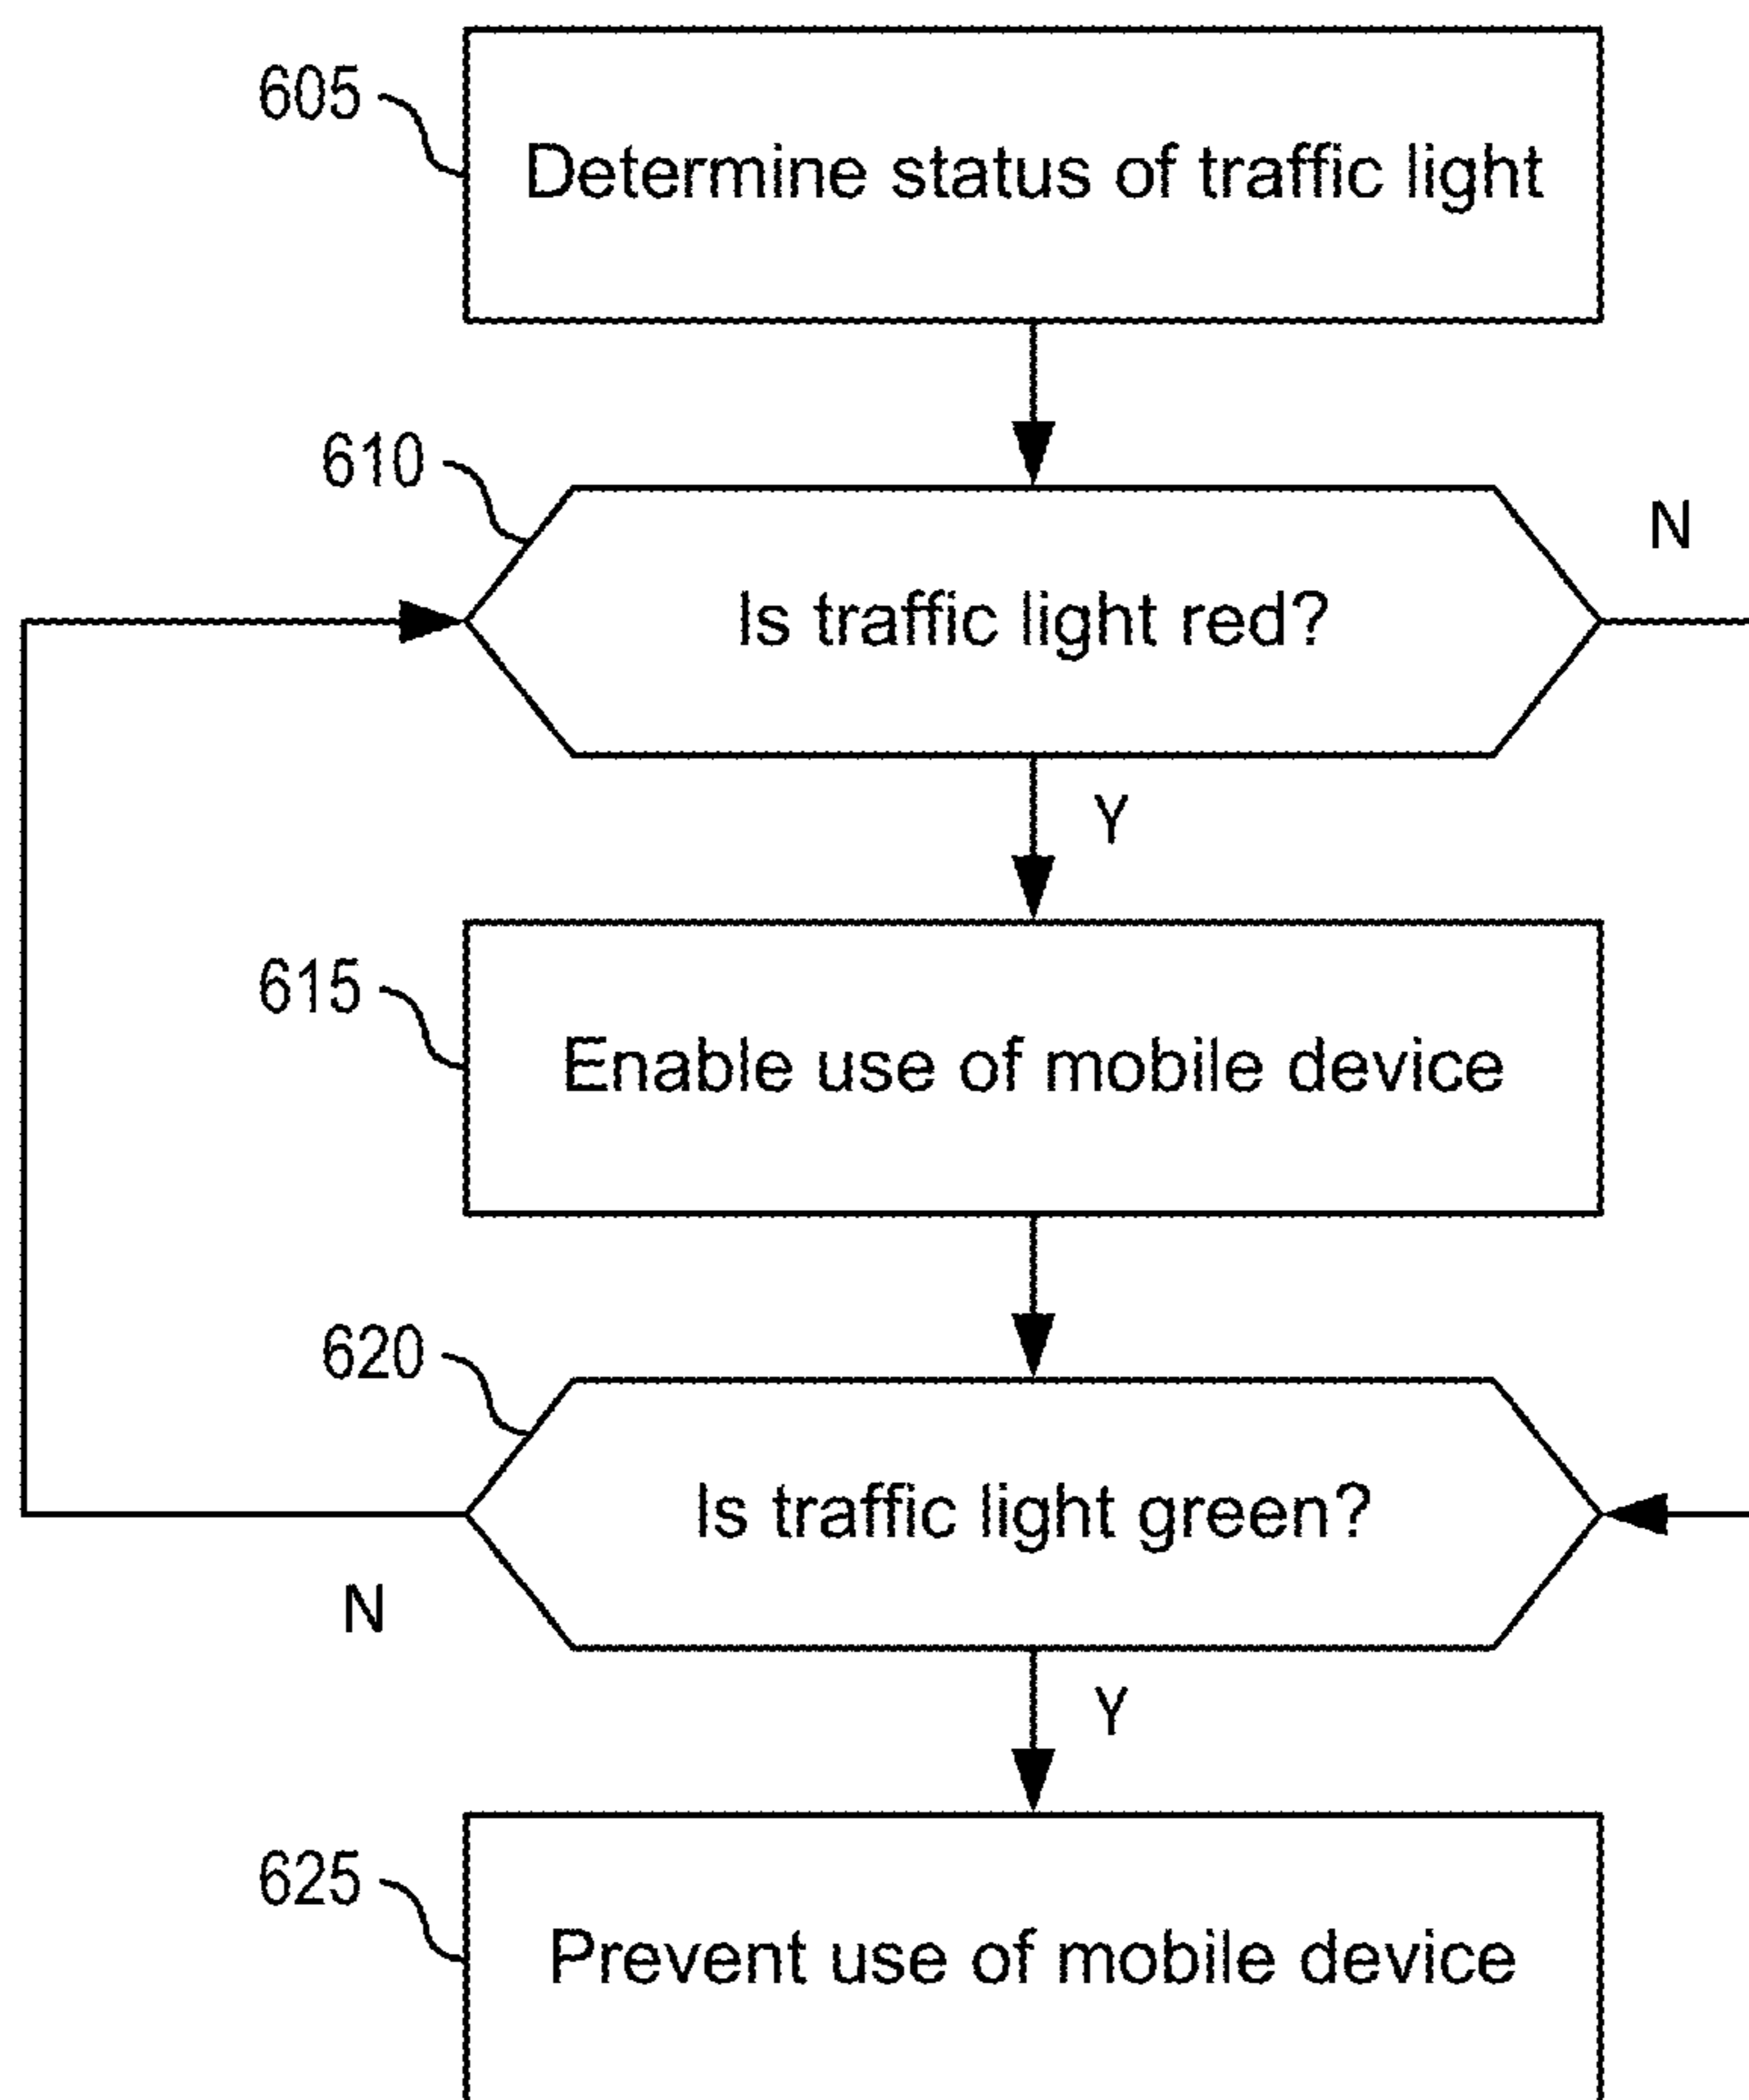 605
Determine status of traffic light
610
N
Is traffic light red?
Y
615
Enable use of mobile device
620
Is traffic light green?
N
Y
625
Prevent use of mobile device